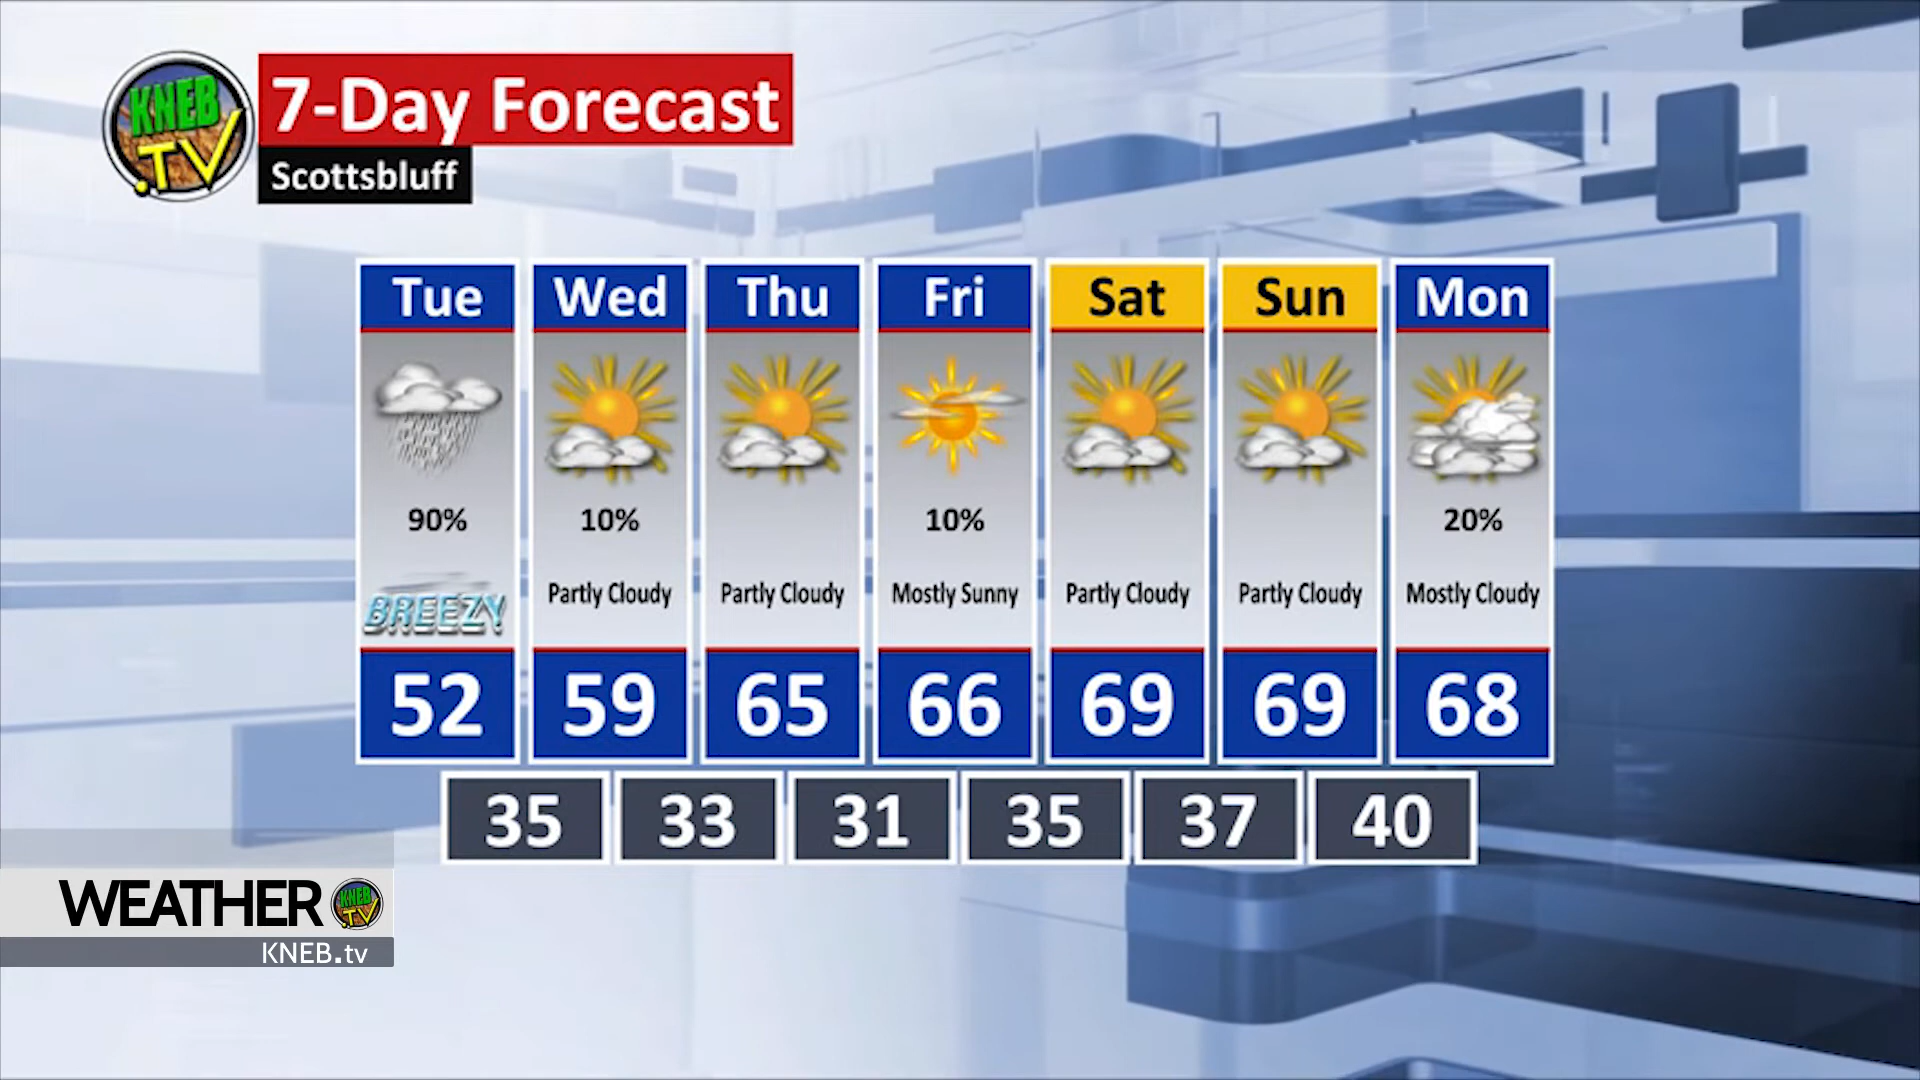 KNEB
.TV
7-Day Forecast
Scottsbluff
Tue Wed Thu Fri Sat Sun Mon
90% 10% 10% 20%
BREEZY Partly Cloudy Partly Cloudy Mostly Sunny Partly Cloudy Partly Cloudy Mostly Cloudy
52 59 65 66 69 69 68
35 33 31 35 37 40
WEATHER KNEB .TV
KNEB.tv